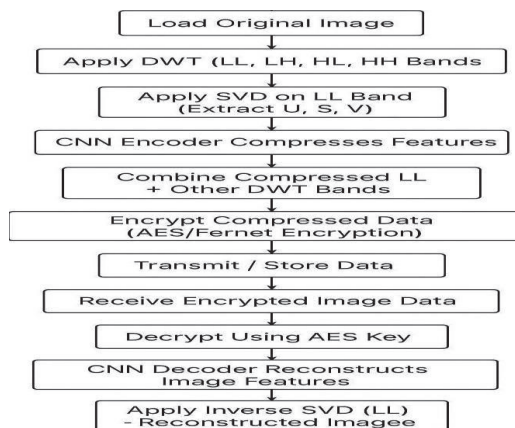 Load Original Image
Apply DWT (LL, LH, HL, HH Bands
Apply SVD on LL Band
(Extract U, S, V)
CNN Encoder Compresses Features
Combine Compressed LL
+ Other DWT Bands
Encrypt Compressed Data
(AES/Fernet Encryption)
Transmit / Store Data
Receive Encrypted Image Data
Decrypt Using AES Key
CNN Decoder Reconstructs
Image Features
Apply Inverse SVD (LL)
- Reconstructed Imagee